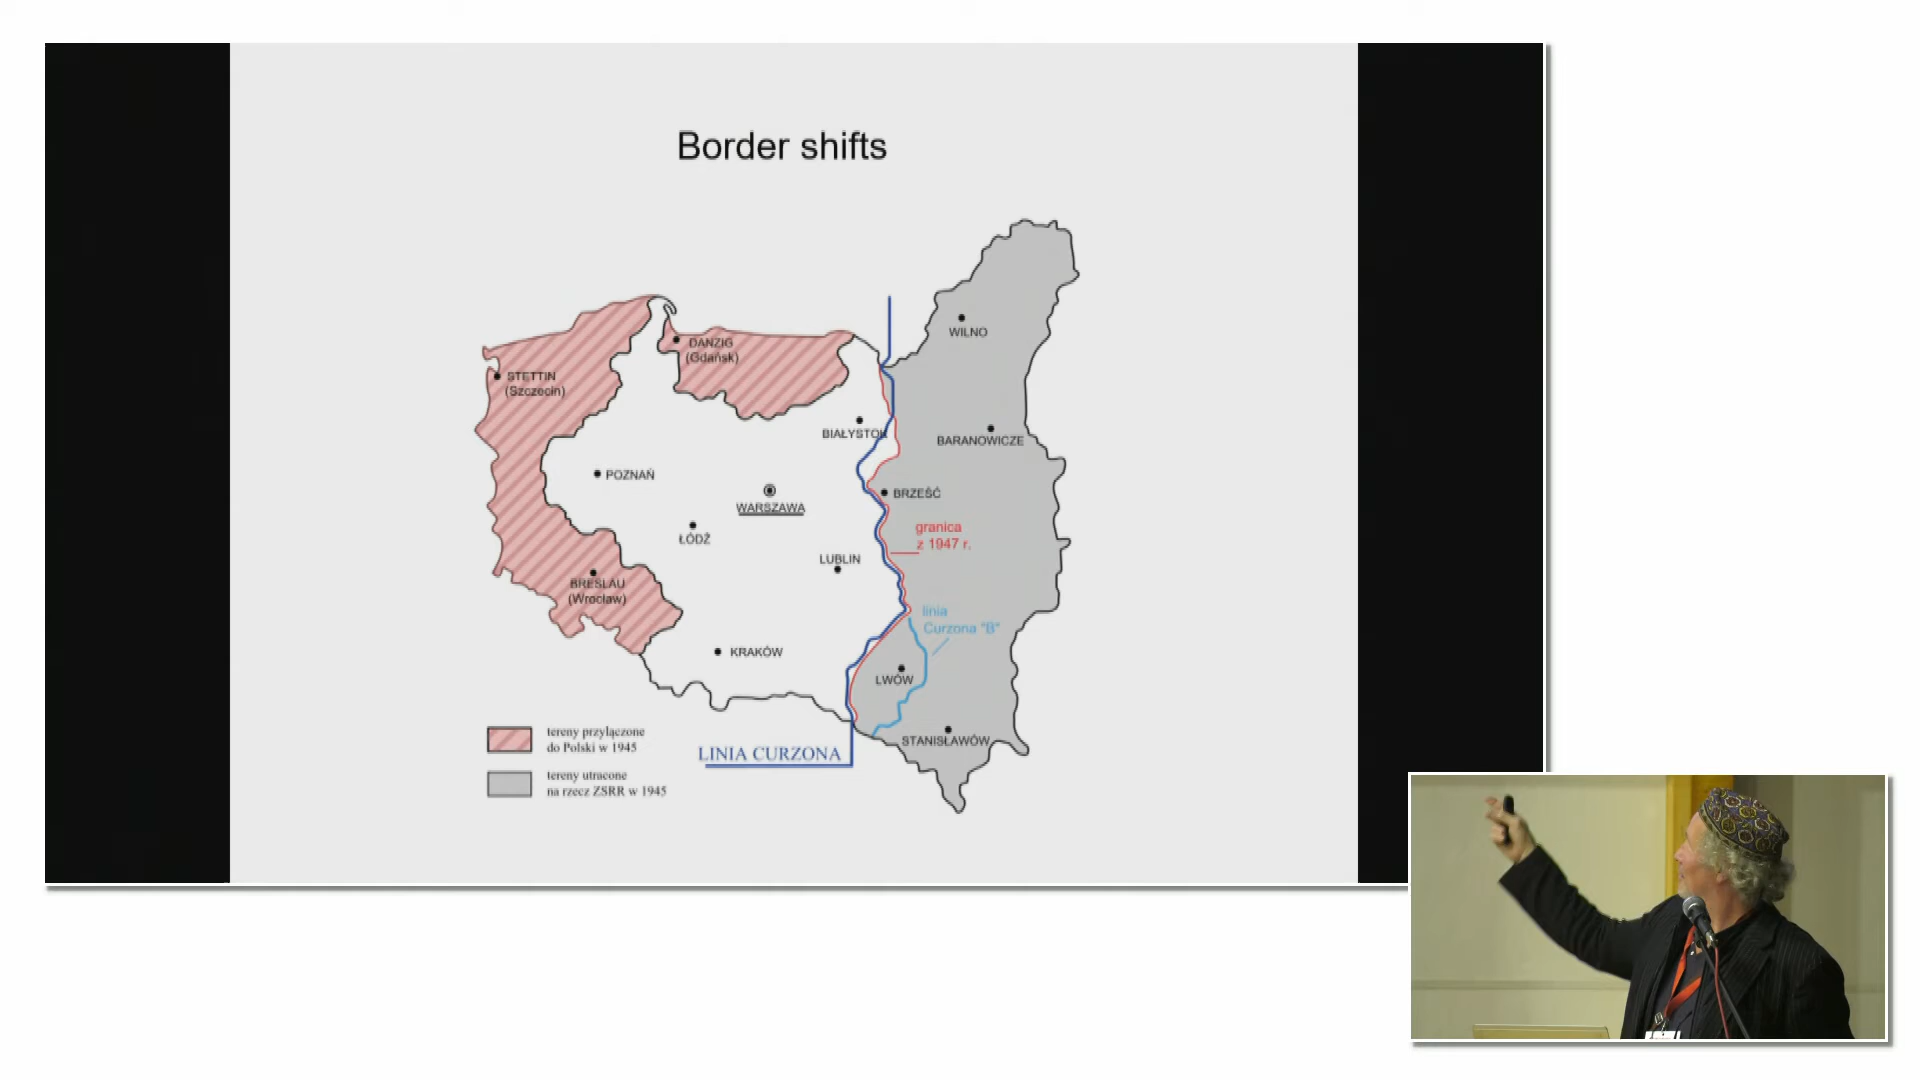 Border shifts
WILNO
DANZIG
(Gdańsk)
STETTIN
(Szczecin)
BIAŁYSTOK
BARANOWICZE
POZNAŃ
WARSZAWA
BRZEŚĆ
ŁÓDŹ
granica
z 1947 r.
LUBLIN
BRESLAU
(Wrocław)
linia
Curzona "B"
KRAKÓW
LWÓW
STANISŁAWÓW
LINIA CURZONA
tereny przyłączone
do Polski w 1945
tereny utracone
na rzecz ZSRR w 1945